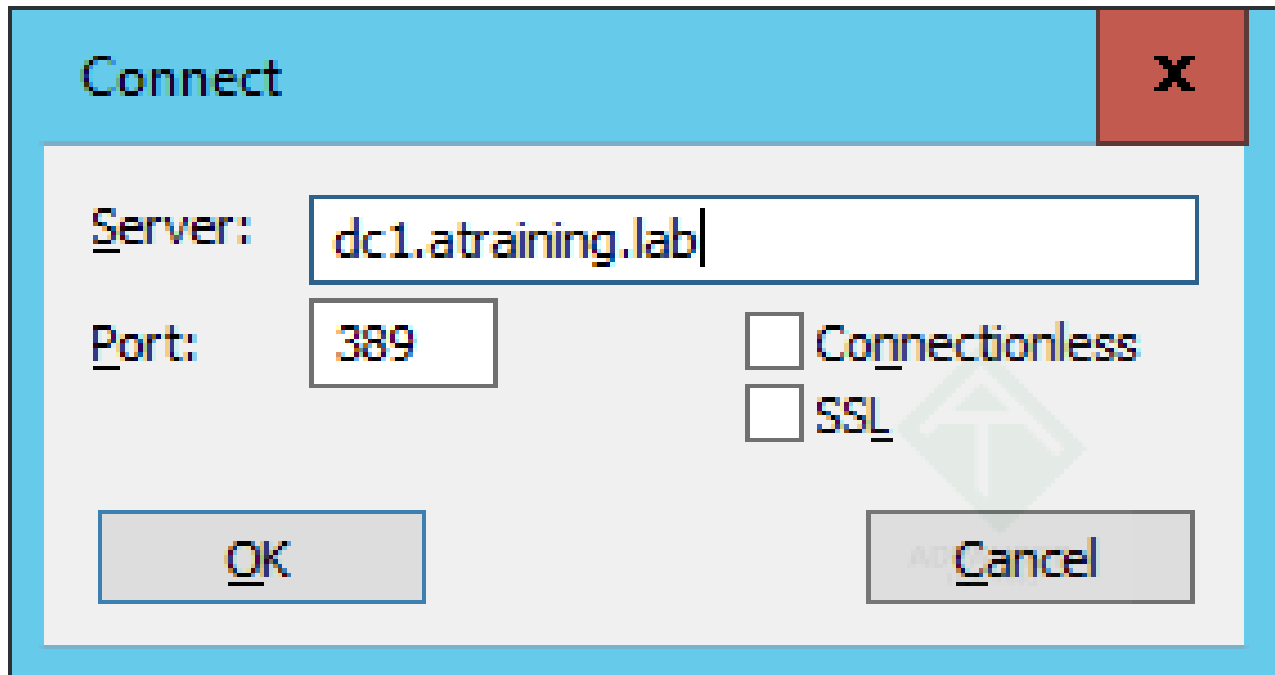 Connect
Server: dc1.atraining.lab
Port: 389 Connectionless
SSL
OK Cancel